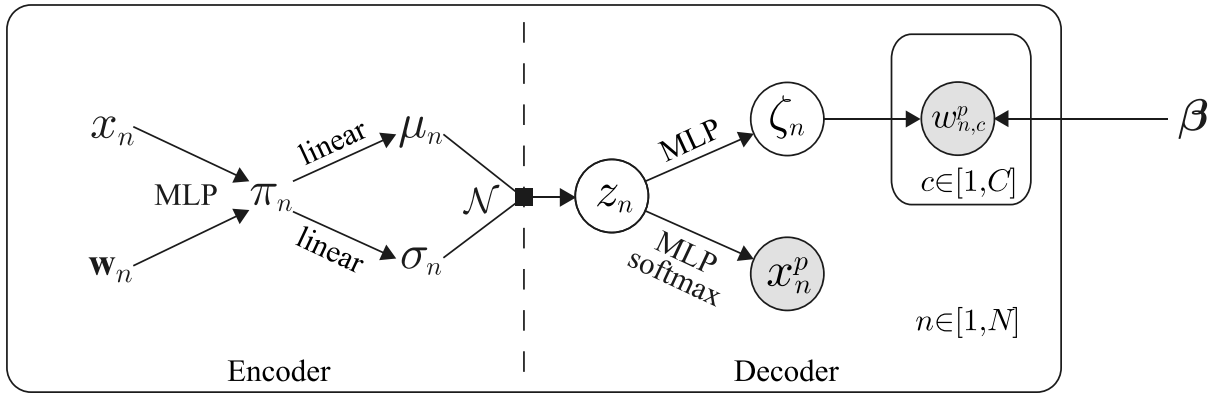 x_n
MLP
w_n
π_n
linear
linear
μ_n
σ_n
𝒩
z_n
MLP
MLP
softmax
ζ_n
x_n^p
w_{n,c}^p
c∈[1,C]
β
n∈[1,N]
Encoder
Decoder